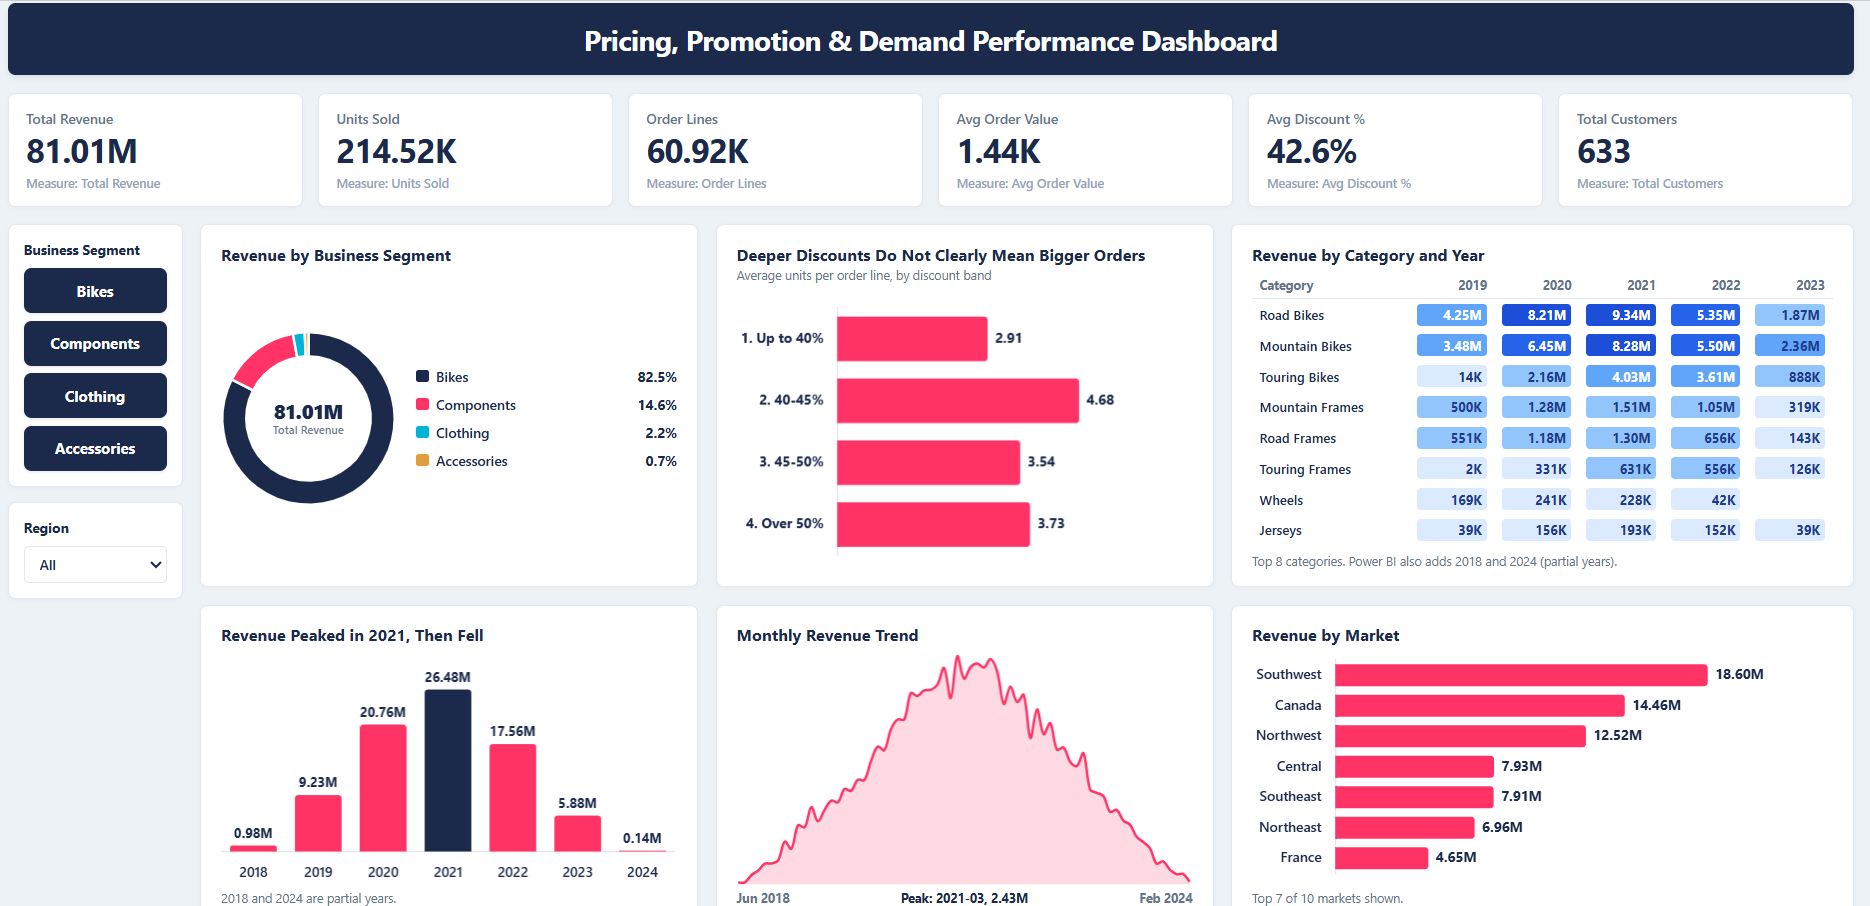 Pricing, Promotion & Demand Performance Dashboard
Total Revenue
81.01M
Measure: Total Revenue
Units Sold
214.52K
Measure: Units Sold
Order Lines
60.92K
Measure: Order Lines
Avg Order Value
1.44K
Measure: Avg Order Value
Avg Discount %
42.6%
Measure: Avg Discount %
Total Customers
633
Measure: Total Customers
Business Segment
Bikes
Components
Clothing
Accessories
Region
All
Revenue by Business Segment
81.01M
Total Revenue
Bikes 82.5%
Components 14.6%
Clothing 2.2%
Accessories 0.7%
Deeper Discounts Do Not Clearly Mean Bigger Orders
Average units per order line, by discount band
1. Up to 40% 2.91
2. 40-45% 4.68
3. 45-50% 3.54
4. Over 50% 3.73
Revenue by Category and Year
Category 2019 2020 2021 2022 2023
Road Bikes 4.25M 8.21M 9.34M 5.35M 1.87M
Mountain Bikes 3.48M 6.45M 8.28M 5.50M 2.36M
Touring Bikes 14K 2.16M 4.03M 3.61M 888K
Mountain Frames 500K 1.28M 1.51M 1.05M 319K
Road Frames 551K 1.18M 1.30M 656K 143K
Touring Frames 2K 331K 631K 556K 126K
Wheels 169K 241K 228K 42K
Jerseys 39K 156K 193K 152K 39K
Top 8 categories. Power BI also adds 2018 and 2024 (partial years).
Revenue Peaked in 2021, Then Fell
0.98M 9.23M 20.76M 26.48M 17.56M 5.88M 0.14M
2018 2019 2020 2021 2022 2023 2024
2018 and 2024 are partial years.
Monthly Revenue Trend
Jun 2018 Peak: 2021-03, 2.43M Feb 2024
Revenue by Market
Southwest 18.60M
Canada 14.46M
Northwest 12.52M
Central 7.93M
Southeast 7.91M
Northeast 6.96M
France 4.65M
Top 7 of 10 markets shown.